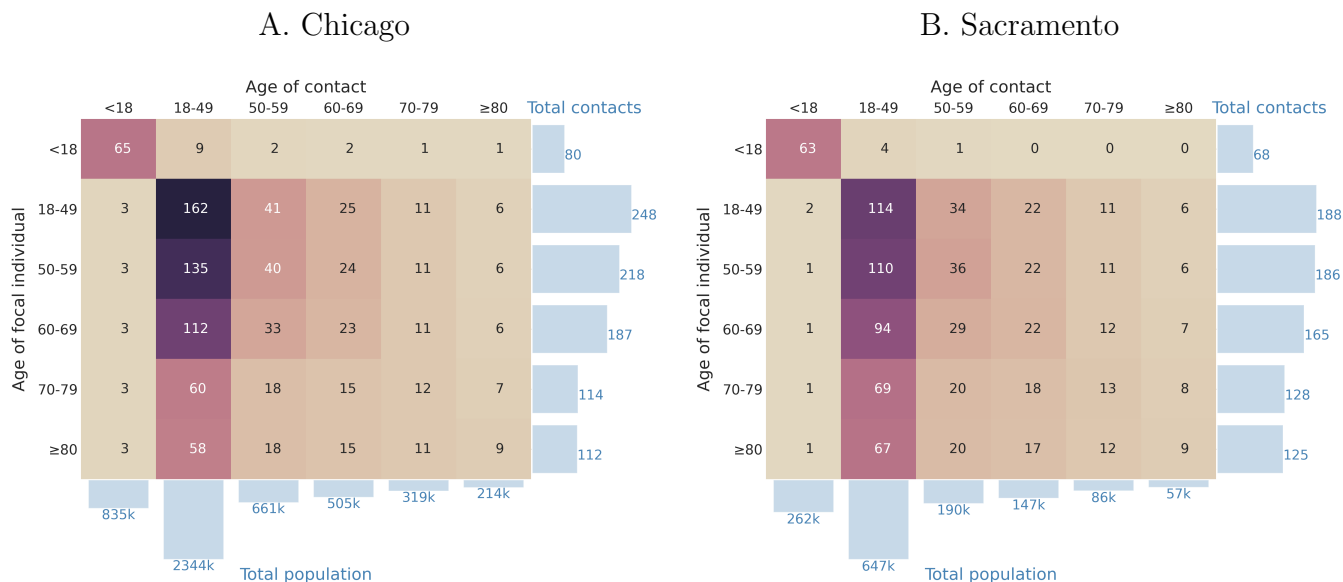 A. Chicago
Age of contact
<18 18-49 50-59 60-69 70-79 ≥80 Total contacts
Age of focal individual
<18 65 9 2 2 1 1 80
18-49 3 162 41 25 11 6 248
50-59 3 135 40 24 11 6 218
60-69 3 112 33 23 11 6 187
70-79 3 60 18 15 12 7 114
≥80 3 58 18 15 11 9 112
835k 2344k 661k 505k 319k 214k
Total population
B. Sacramento
Age of contact
<18 18-49 50-59 60-69 70-79 ≥80 Total contacts
Age of focal individual
<18 63 4 1 0 0 0 68
18-49 2 114 34 22 11 6 188
50-59 1 110 36 22 11 6 186
60-69 1 94 29 22 12 7 165
70-79 1 69 20 18 13 8 128
≥80 1 67 20 17 12 9 125
262k 647k 190k 147k 86k 57k
Total population